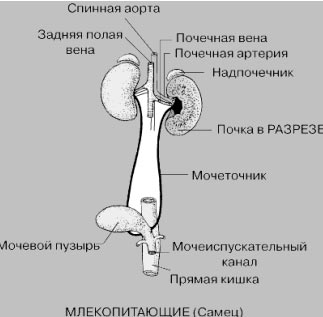 Спинная аорта
Задняя полая
вена
Почечная вена
Почечная артерия
Надпочечник
Почка в РАЗРЕЗЕ
Мочеточник
Мочевой пузырь
Мочеиспускательный
канал
Прямая кишка
МЛЕКОПИТАЮЩИЕ (Самец)